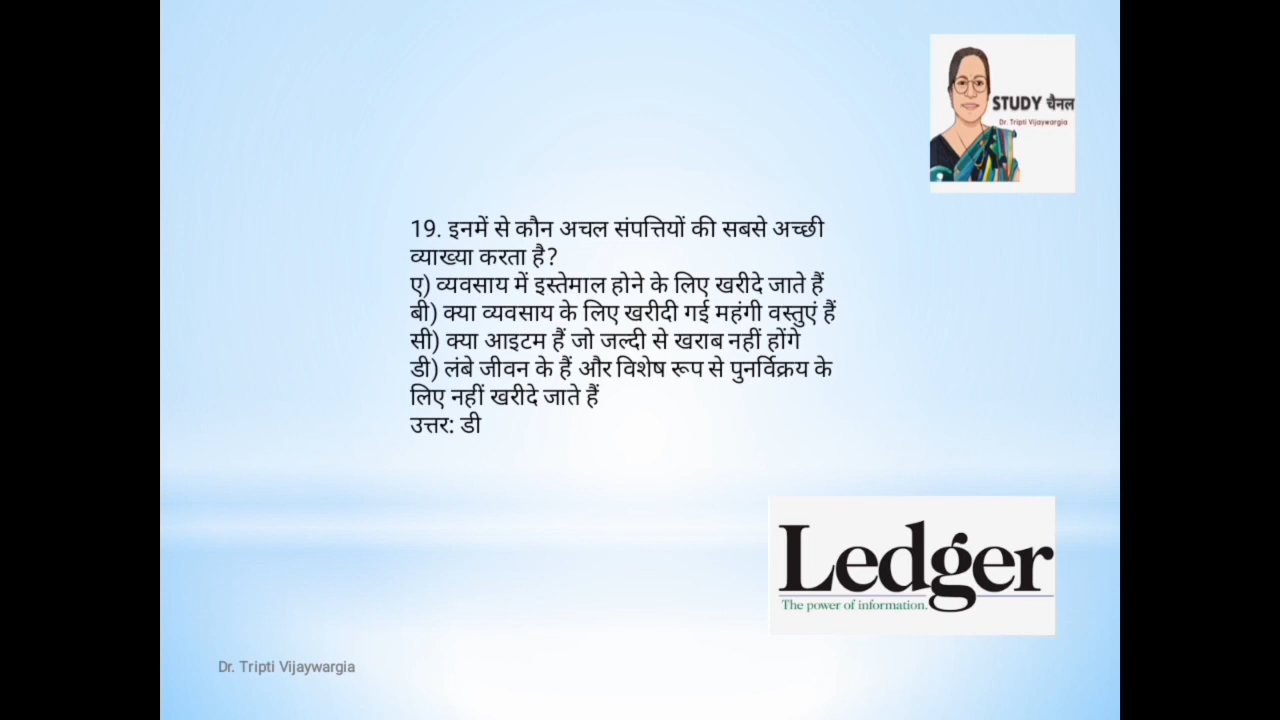 STUDY चैनल
Dr. Tripti Vijaywargia
19. इनमें से कौन अचल संपत्तियों की सबसे अच्छी
व्याख्या करता है?
ए) व्यवसाय में इस्तेमाल होने के लिए खरीदे जाते हैं
बी) क्या व्यवसाय के लिए खरीदी गई महंगी वस्तुएं हैं
सी) क्या आइटम हैं जो जल्दी से खराब नहीं होंगे
डी) लंबे जीवन के हैं और विशेष रूप से पुनर्विक्रय के
लिए नहीं खरीदे जाते हैं
उत्तर: डी
Ledger
The power of information.
Dr. Tripti Vijaywargia